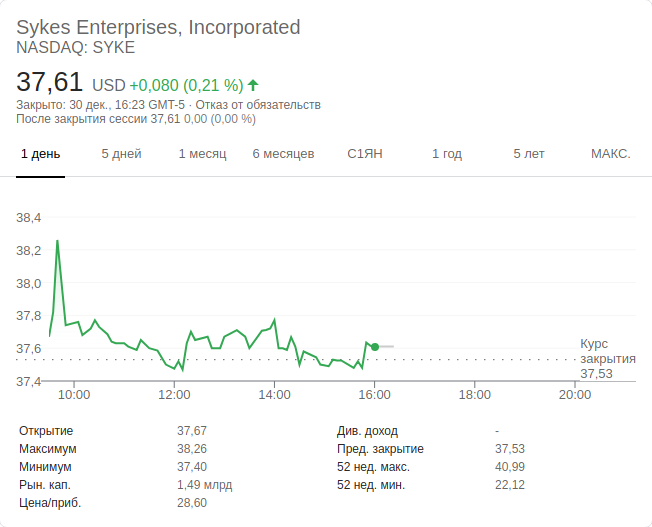 Sykes Enterprises, Incorporated
NASDAQ: SYKE
37,61 USD +0,080 (0,21 %)
Закрыто: 30 дек., 16:23 GMT-5 · Отказ от обязательств
После закрытия сессии 37,61 0,00 (0,00 %)
1 день 5 дней 1 месяц 6 месяцев С1ЯН 1 год 5 лет МАКС.
38,4
38,2
38,0
37,8
37,6
37,4
Курс
закрытия
37,53
10:00 12:00 14:00 16:00 18:00 20:00
Открытие 37,67 Див. доход -
Максимум 38,26 Пред. закрытие 37,53
Минимум 37,40 52 нед. макс. 40,99
Рын. кап. 1,49 млрд 52 нед. мин. 22,12
Цена/приб. 28,60